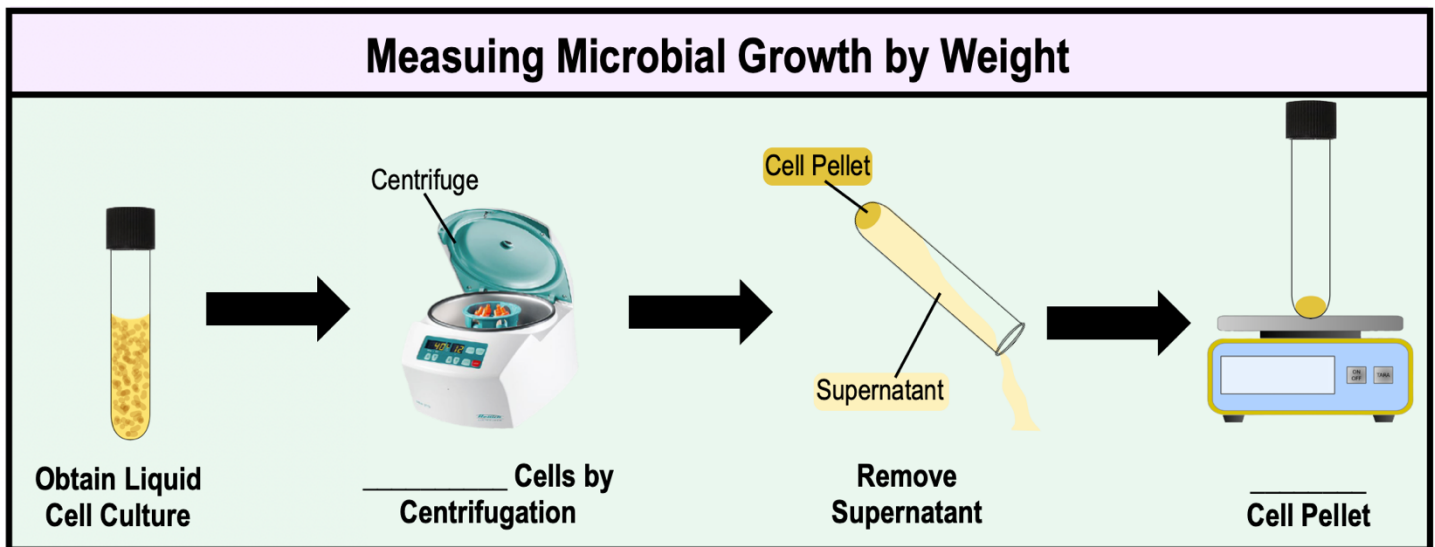 Measuing Microbial Growth by Weight
Centrifuge
Cell Pellet
Supernatant
ON
OFF
TARA
Obtain Liquid
Cell Culture
__________ Cells by
Centrifugation
Remove
Supernatant
________
Cell Pellet